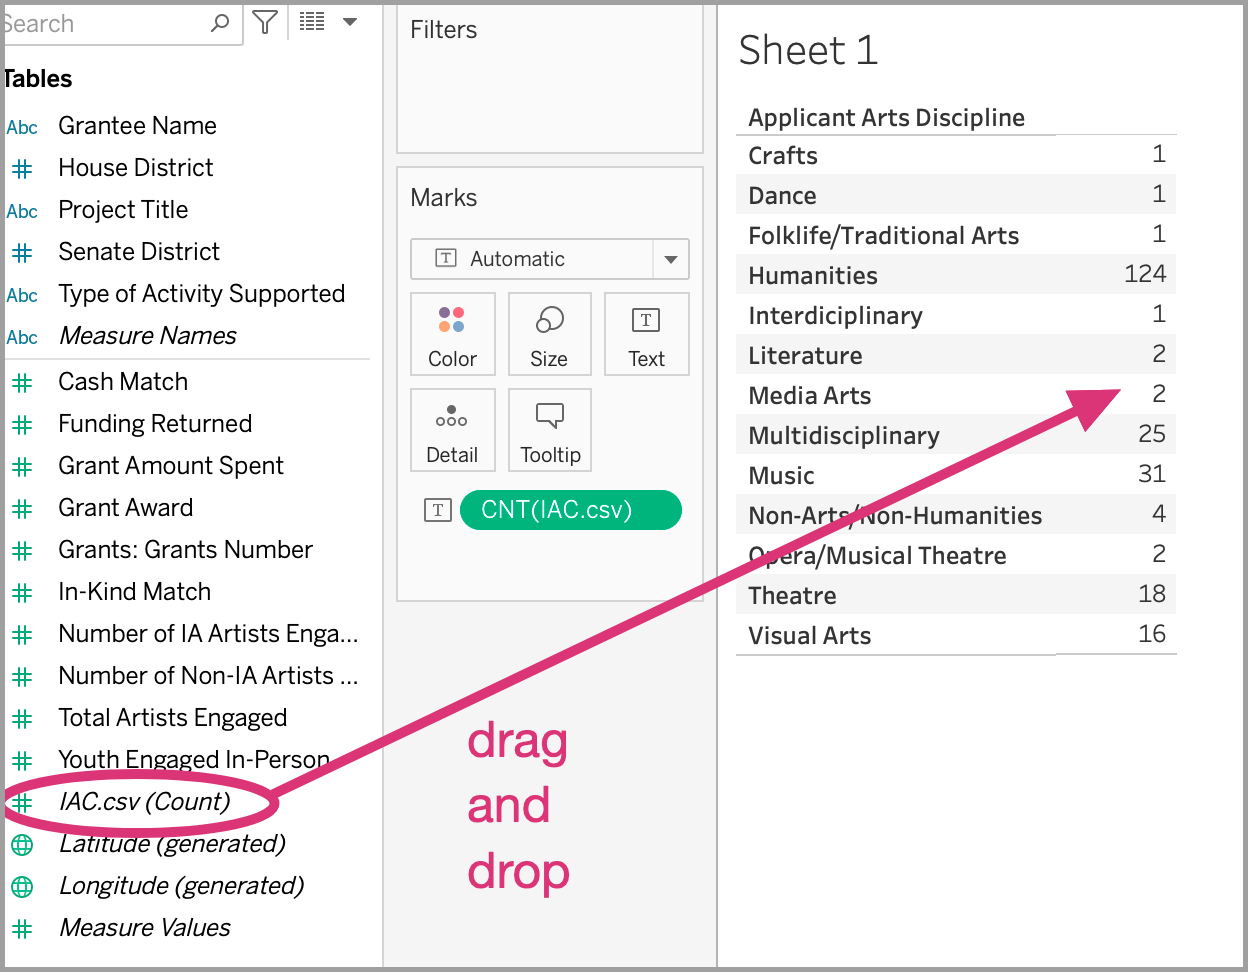 Search
Tables
Abc Grantee Name
# House District
Abc Project Title
# Senate District
Abc Type of Activity Supported
Abc Measure Names
# Cash Match
# Funding Returned
# Grant Amount Spent
# Grant Award
# Grants: Grants Number
# In-Kind Match
# Number of IA Artists Enga...
# Number of Non-IA Artists ...
# Total Artists Engaged
# Youth Engaged In-Person
# IAC.csv (Count)
Latitude (generated)
Longitude (generated)
# Measure Values
Filters
Marks
T Automatic
Color Size T Text
Detail Tooltip
T CNT(IAC.csv)
drag
and
drop
Sheet 1
Applicant Arts Discipline
Crafts 1
Dance 1
Folklife/Traditional Arts 1
Humanities 124
Interdiciplinary 1
Literature 2
Media Arts 2
Multidisciplinary 25
Music 31
Non-Arts/Non-Humanities 4
Opera/Musical Theatre 2
Theatre 18
Visual Arts 16